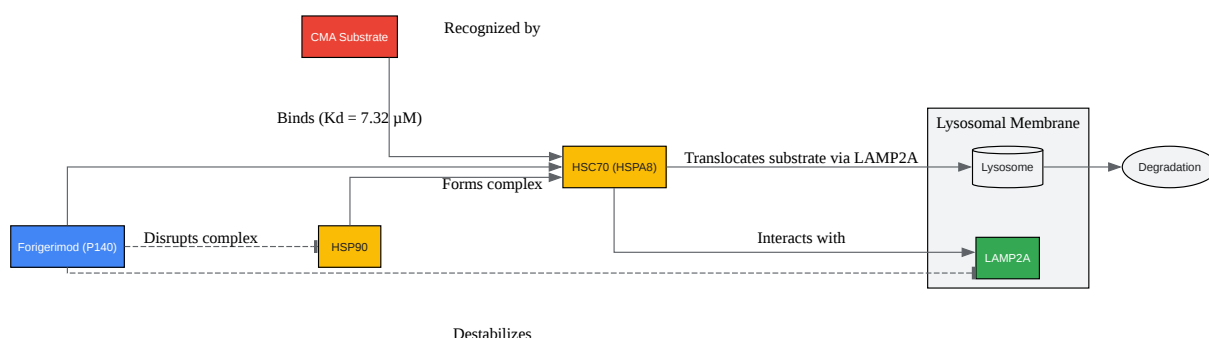 CMA Substrate
Recognized by
Binds (Kd = 7.32 µM)
Lysosomal Membrane
HSC70 (HSPA8)
Translocates substrate via LAMP2A
Lysosome
Degradation
Forms complex
Forigerimod (P140)
Disrupts complex
HSP90
Interacts with
LAMP2A
Destabilizes